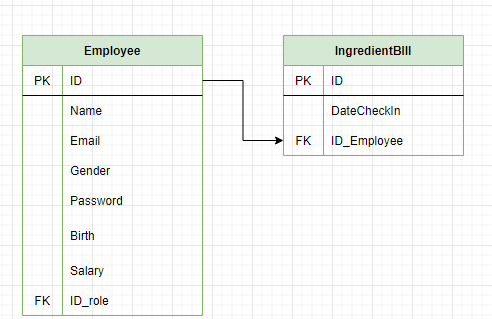 Employee
PK ID
Name
Email
Gender
Password
Birth
Salary
FK ID_role
IngredientBIll
PK ID
DateCheckIn
FK ID_Employee